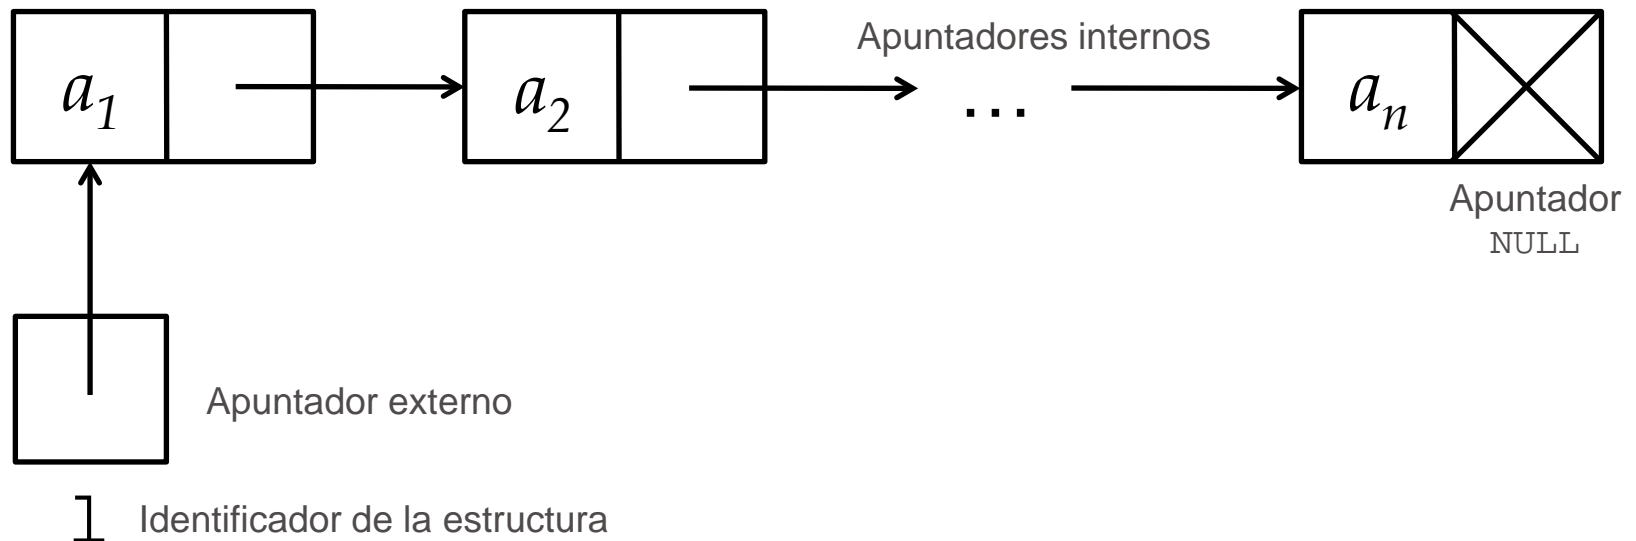 Apuntadores internos
a₁ a₂ ... aₙ
Apuntador
NULL
Apuntador externo
l Identificador de la estructura